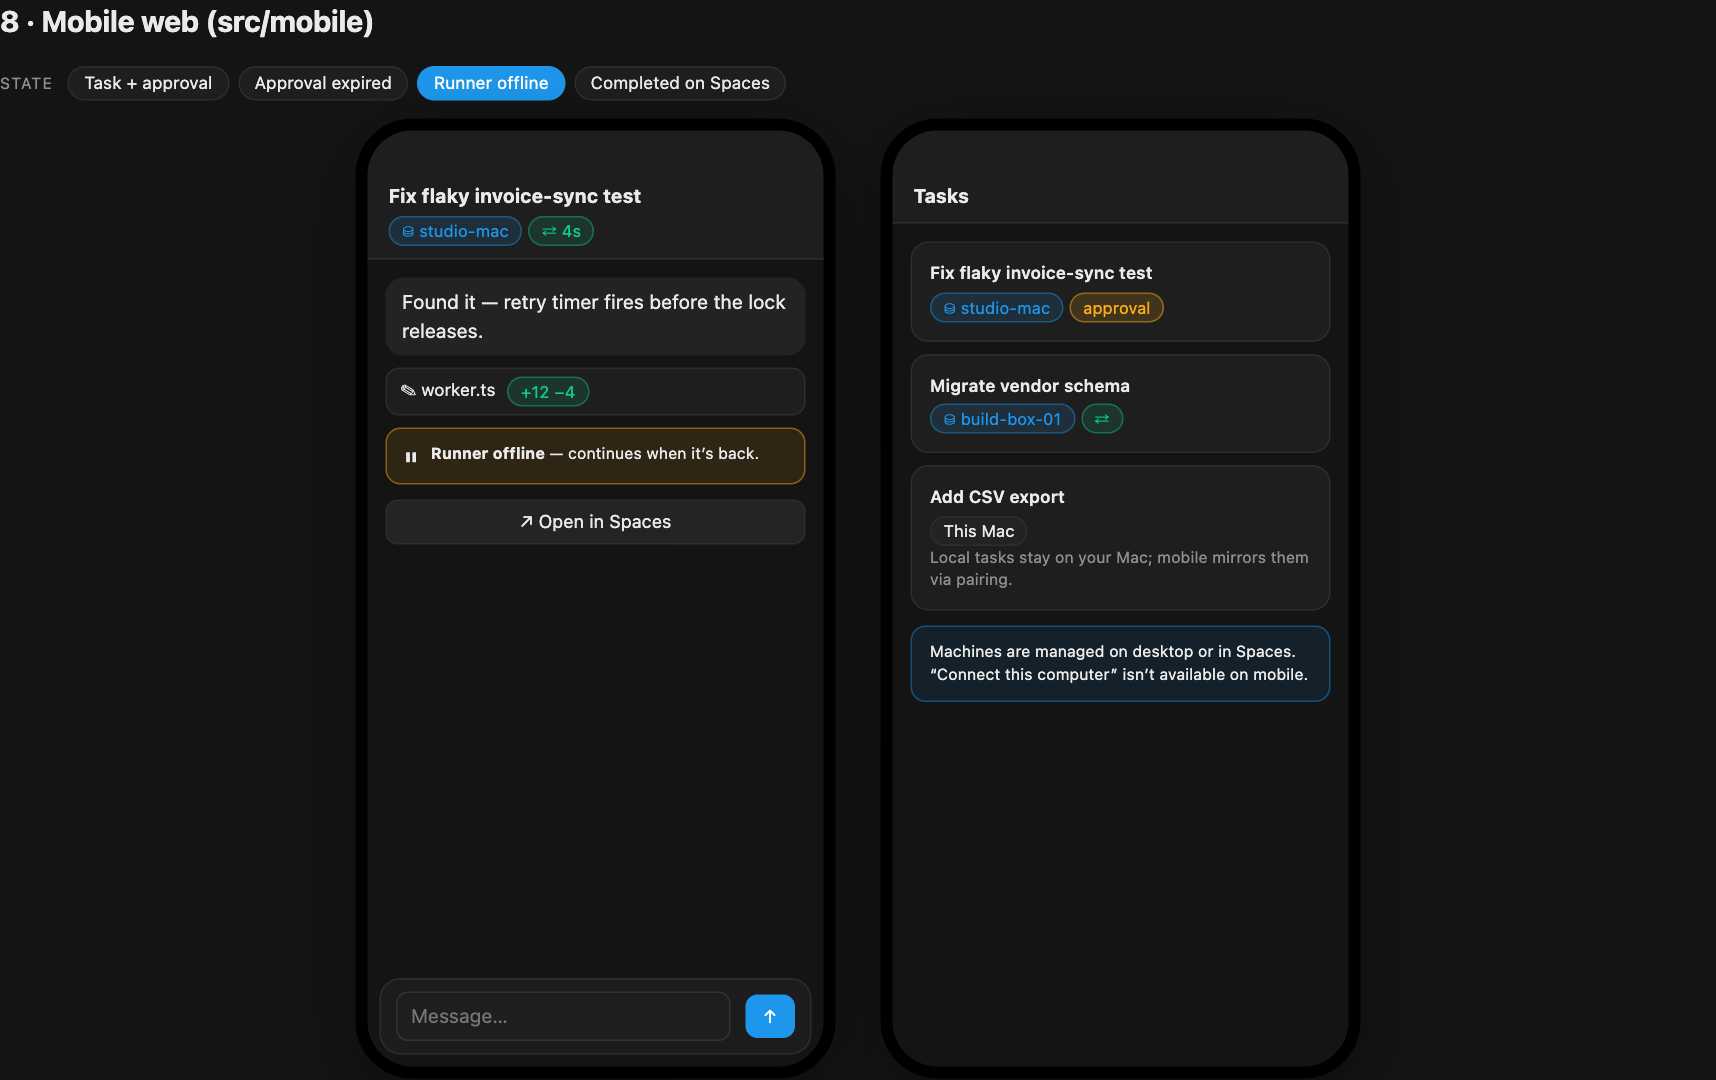 8 · Mobile web (src/mobile)
STATE Task + approval Approval expired Runner offline Completed on Spaces
Fix flaky invoice-sync test
studio-mac ⇄ 4s
Found it — retry timer fires before the lock
releases.
✎ worker.ts +12 −4
Runner offline — continues when it’s back.
↗ Open in Spaces
Message…
↑
Tasks
Fix flaky invoice-sync test
studio-mac approval
Migrate vendor schema
build-box-01 ⇄
Add CSV export
This Mac
Local tasks stay on your Mac; mobile mirrors them
via pairing.
Machines are managed on desktop or in Spaces.
“Connect this computer” isn’t available on mobile.